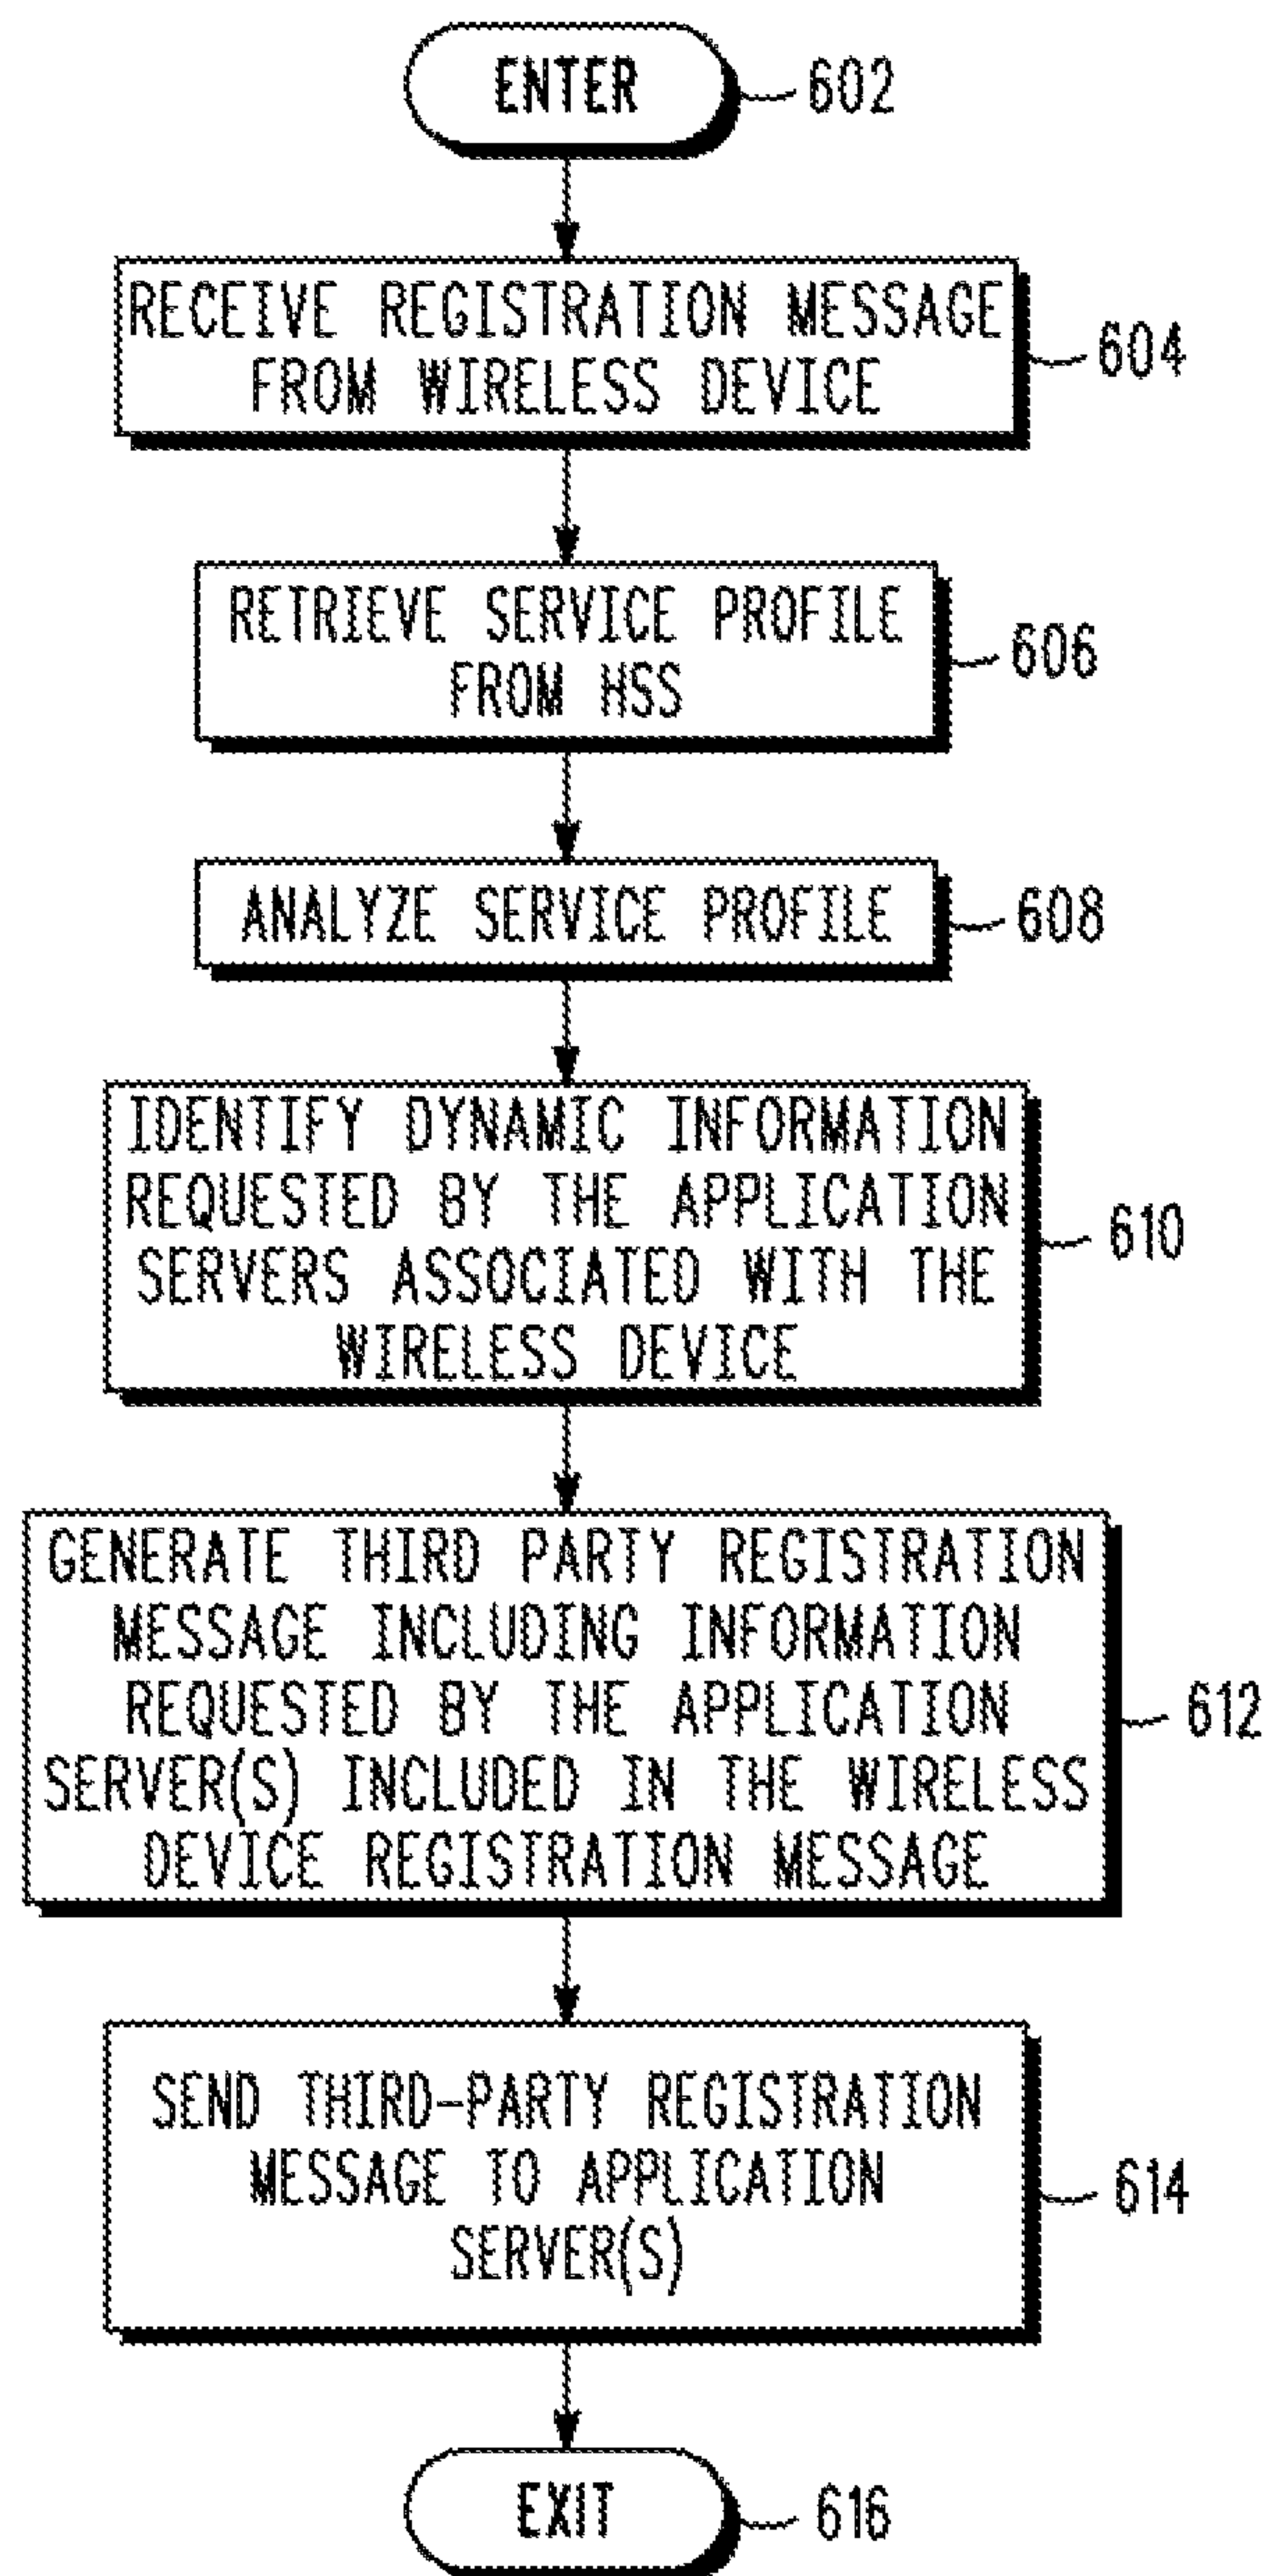 ENTER
602
RECEIVE REGISTRATION MESSAGE
FROM WIRELESS DEVICE
604
RETRIEVE SERVICE PROFILE
FROM HSS
606
ANALYZE SERVICE PROFILE
608
IDENTIFY DYNAMIC INFORMATION
REQUESTED BY THE APPLICATION
SERVERS ASSOCIATED WITH THE
WIRELESS DEVICE
610
GENERATE THIRD PARTY REGISTRATION
MESSAGE INCLUDING INFORMATION
REQUESTED BY THE APPLICATION
SERVER(S) INCLUDED IN THE WIRELESS
DEVICE REGISTRATION MESSAGE
612
SEND THIRD-PARTY REGISTRATION
MESSAGE TO APPLICATION
SERVER(S)
614
EXIT
616